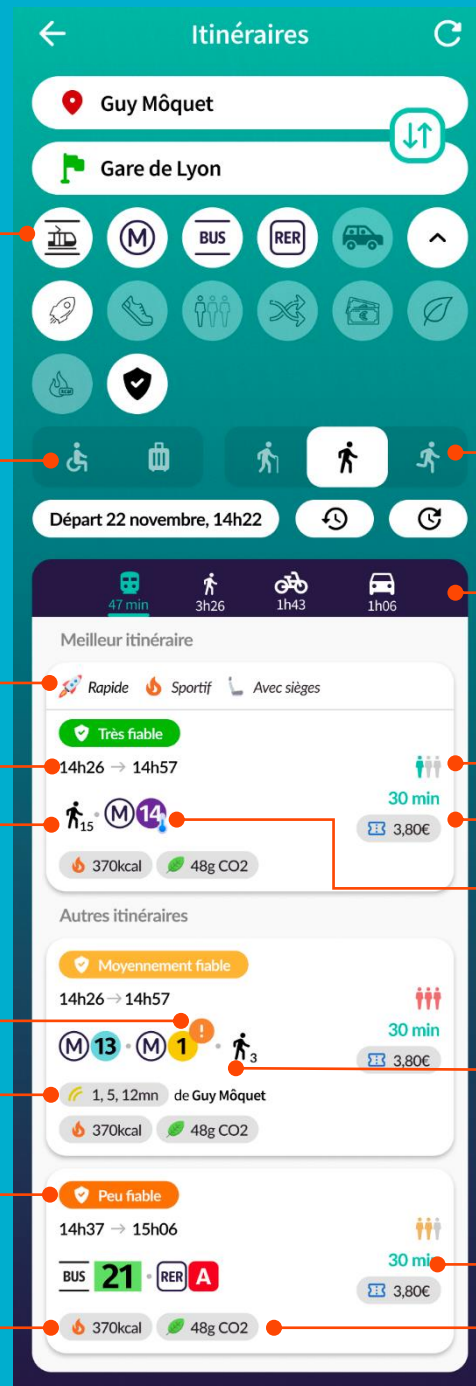 Itinéraires
Guy Môquet
Gare de Lyon
M BUS RER
Départ 22 novembre, 14h22
47 min 3h26 1h43 1h06
Meilleur itinéraire
Rapide Sportif Avec sièges
Très fiable
14h26 → 14h57
30 min
15 M 14
3,80€
370kcal 48g CO2
Autres itinéraires
Moyennement fiable
14h26 → 14h57
30 min
M 13 M 1 ! 3
3,80€
1, 5, 12mn de Guy Môquet
370kcal 48g CO2
Peu fiable
14h37 → 15h06
30 min
BUS 21 RER A
3,80€
370kcal 48g CO2